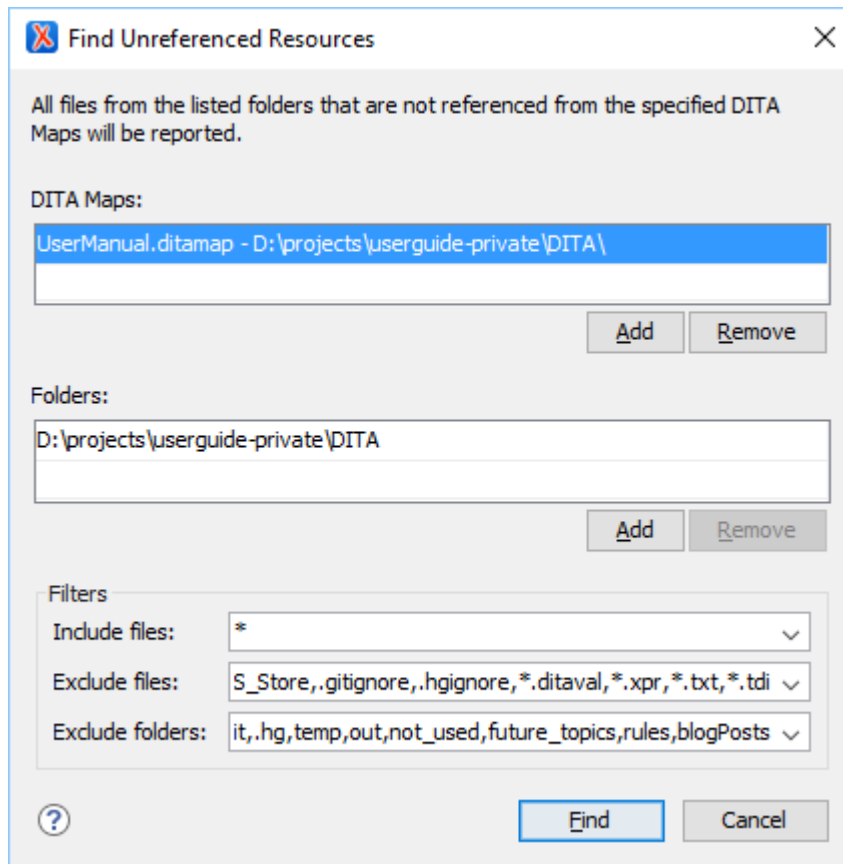 Find Unreferenced Resources
All files from the listed folders that are not referenced from the specified DITA
Maps will be reported.
DITA Maps:
UserManual.ditamap - D:\projects\userguide-private\DITA\
Add Remove
Folders:
D:\projects\userguide-private\DITA
Add Remove
Filters
Include files: *
Exclude files: S_Store,.gitignore,.hgignore,*.ditaval,*.xpr,*.txt,*.tdi
Exclude folders: it,.hg,temp,out,not_used,future_topics,rules,blogPosts
? Find Cancel